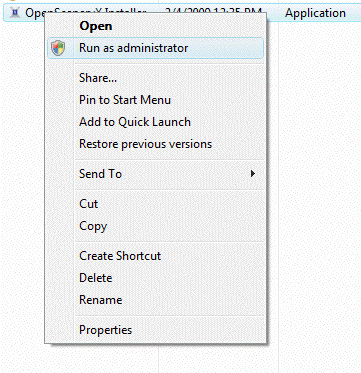 OpenSceneryX Installer 2/4/2009 12:35 PM Application
Open
Run as administrator
Share...
Pin to Start Menu
Add to Quick Launch
Restore previous versions
Send To
Cut
Copy
Create Shortcut
Delete
Rename
Properties